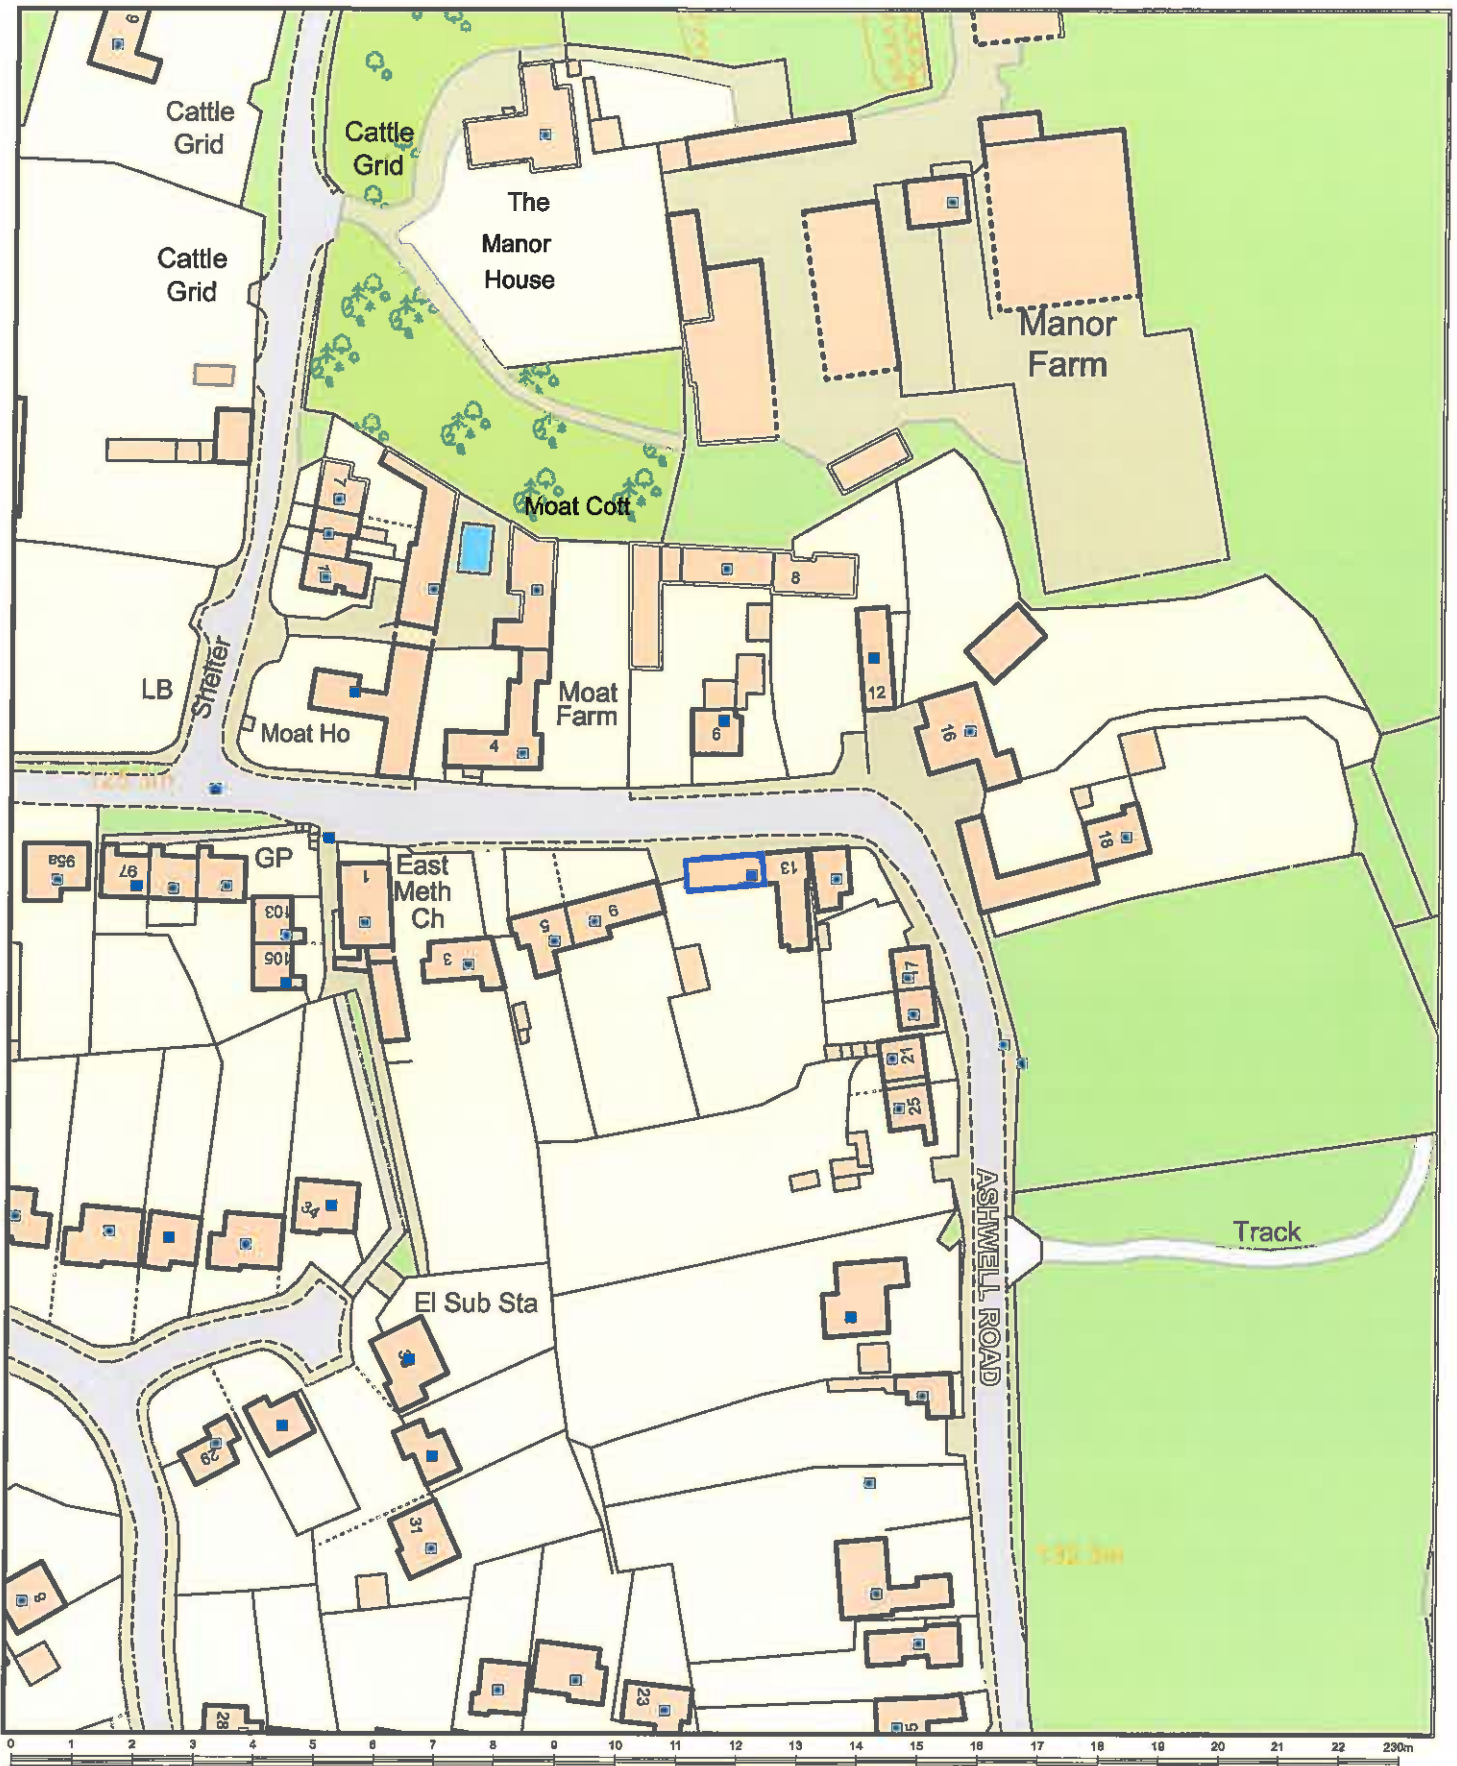 9
Cattle
Grid
Cattle
Grid
The
Manor
House
Cattle
Grid
Manor
Farm
7
Moat Cott
1
8
Shelter
LB
Moat
Farm
12
Moat Ho
4
6
16
125.3m
18
95a
97
GP
1
East
Meth
Ch
13
103
5
9
105
3
17
21
25
34
ASHWELL ROAD
Track
El Sub Sta
29
31
8
23
28
0 1 2 3 4 5 6 7 8 9 10 11 12 13 14 15 16 17 18 19 20 21 22 230m